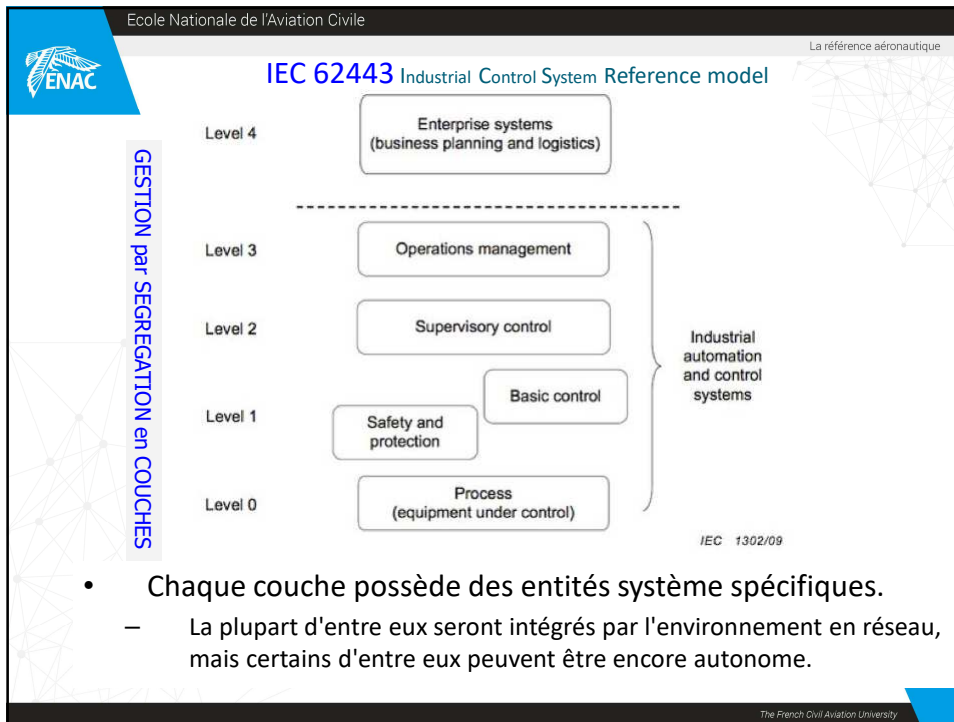 Ecole Nationale de l'Aviation Civile
La référence aéronautique
ENAC
IEC 62443 Industrial Control System Reference model
GESTION par SEGREGATION en COUCHES
Level 4
Enterprise systems
(business planning and logistics)
Level 3
Operations management
Level 2
Supervisory control
Industrial
automation
and control
systems
Basic control
Level 1
Safety and
protection
Level 0
Process
(equipment under control)
IEC 1302/09
• Chaque couche possède des entités système spécifiques.
– La plupart d'entre eux seront intégrés par l'environnement en réseau,
mais certains d'entre eux peuvent être encore autonome.
The French Civil Aviation University